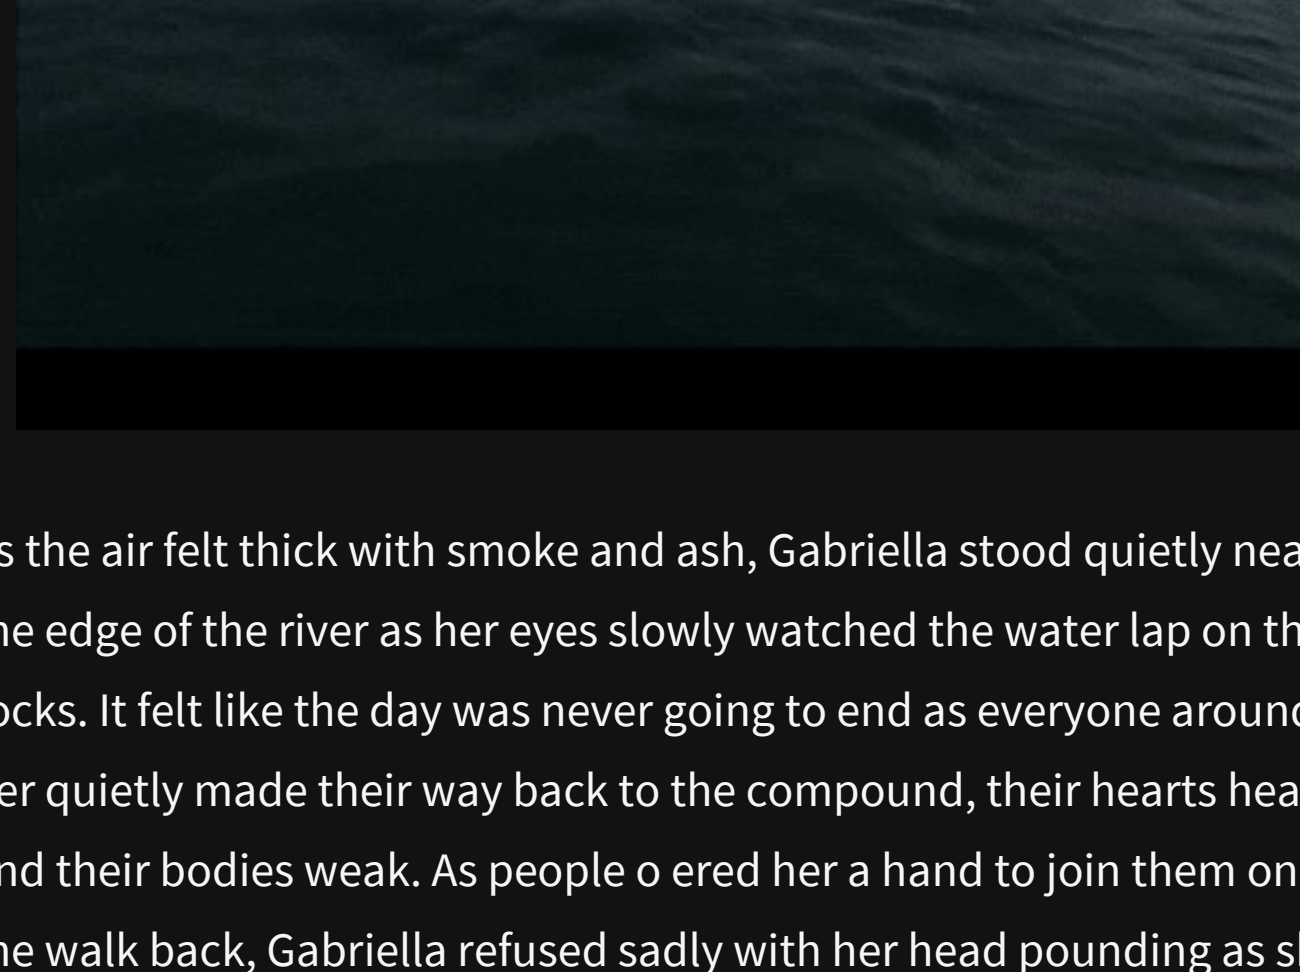 s the air felt thick with smoke and ash, Gabriella stood quietly nea
he edge of the river as her eyes slowly watched the water lap on th
ocks. It felt like the day was never going to end as everyone around
er quietly made their way back to the compound, their hearts hea
nd their bodies weak. As people o ered her a hand to join them on
he walk back, Gabriella refused sadly with her head pounding as sh